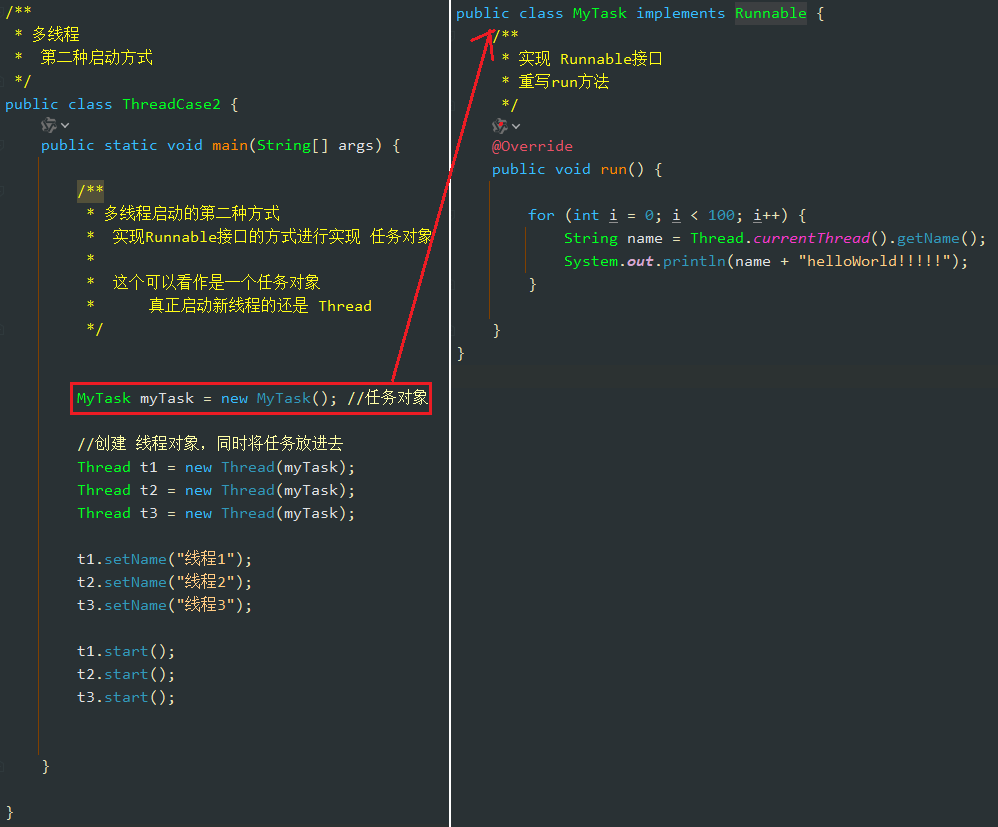 /**
 * 多线程
 *  第二种启动方式
 */
public class ThreadCase2 {
    public static void main(String[] args) {
        /**
         * 多线程启动的第二种方式
         *  实现Runnable接口的方式进行实现 任务对象
         *
         *  这个可以看作是一个任务对象
         *      真正启动新线程的还是 Thread
         */
        MyTask myTask = new MyTask(); //任务对象
        //创建 线程对象，同时将任务放进去
        Thread t1 = new Thread(myTask);
        Thread t2 = new Thread(myTask);
        Thread t3 = new Thread(myTask);
        t1.setName("线程1");
        t2.setName("线程2");
        t3.setName("线程3");
        t1.start();
        t2.start();
        t3.start();
    }
}
public class MyTask implements Runnable {
    /**
     * 实现 Runnable接口
     * 重写run方法
     */
    @Override
    public void run() {
        for (int i = 0; i < 100; i++) {
            String name = Thread.currentThread().getName();
            System.out.println(name + "helloWorld!!!!!");
        }
    }
}